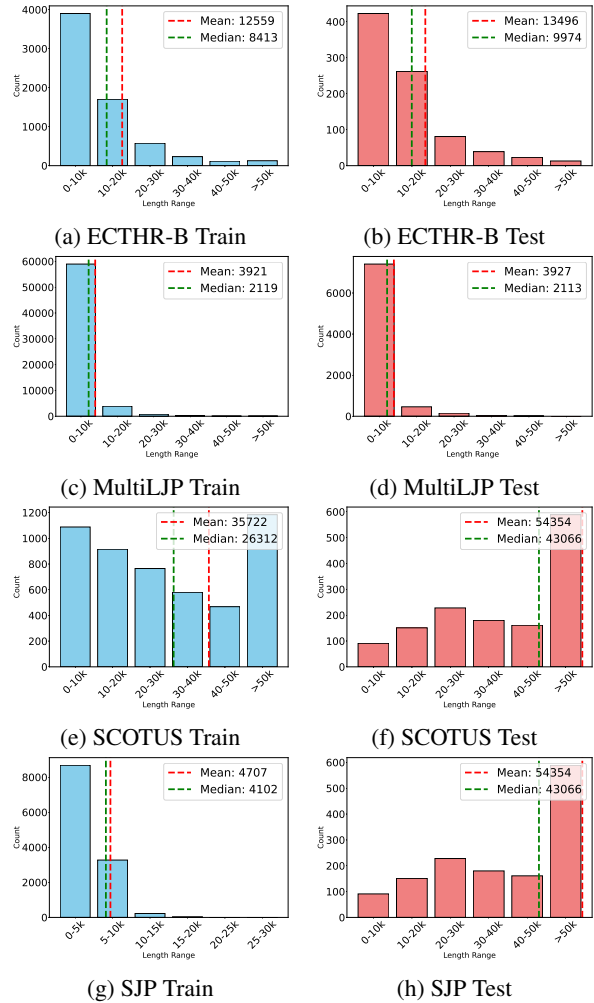 4000
3000
2000
1000
0
Count
Mean: 12559
Median: 8413
0-10k
10-20k
20-30k
30-40k
40-50k
>50k
Length Range
(a) ECTHR-B Train
400
300
200
100
0
Count
Mean: 13496
Median: 9974
0-10k
10-20k
20-30k
30-40k
40-50k
>50k
Length Range
(b) ECTHR-B Test
60000
50000
40000
30000
20000
10000
0
Count
Mean: 3921
Median: 2119
0-10k
10-20k
20-30k
30-40k
40-50k
>50k
Length Range
(c) MultiLJP Train
6000
4000
2000
0
Count
Mean: 3927
Median: 2113
0-10k
10-20k
20-30k
30-40k
40-50k
>50k
Length Range
(d) MultiLJP Test
1200
1000
800
600
400
200
0
Count
Mean: 35722
Median: 26312
0-10k
10-20k
20-30k
30-40k
40-50k
>50k
Length Range
(e) SCOTUS Train
600
500
400
300
200
100
0
Count
Mean: 54354
Median: 43066
0-10k
10-20k
20-30k
30-40k
40-50k
>50k
Length Range
(f) SCOTUS Test
8000
6000
4000
2000
0
Count
Mean: 4707
Median: 4102
0-5k
5-10k
10-15k
15-20k
20-25k
25-30k
Length Range
(g) SJP Train
600
500
400
300
200
100
0
Count
Mean: 54354
Median: 43066
0-10k
10-20k
20-30k
30-40k
40-50k
>50k
Length Range
(h) SJP Test